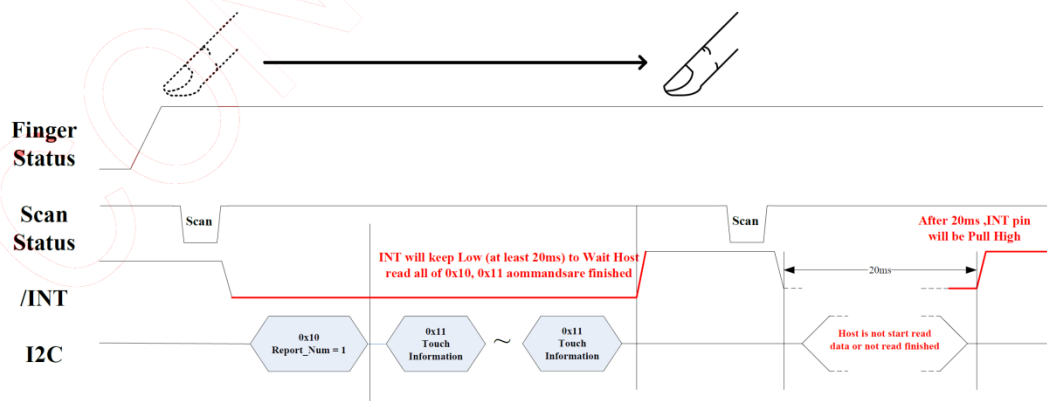 Finger
Status
Scan
Status
Scan
Scan
After 20ms ,INT pin
will be Pull High
INT will keep Low (at least 20ms) to Wait Host
read all of 0x10, 0x11 aommandsare finished
20ms
/INT
0x10
Report_Num = 1
0x11
Touch
Information
~
0x11
Touch
Information
Host is not start read
data or not read finished
I2C